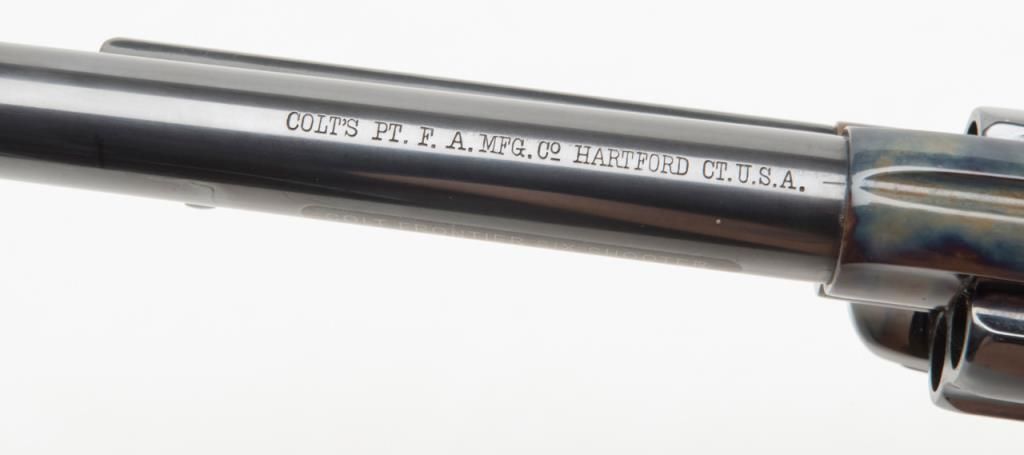 COLT'S PT. F. A. MFG. Cº HARTFORD CT. U.S.A.
COLT FRONTIER SIX SHOOTER